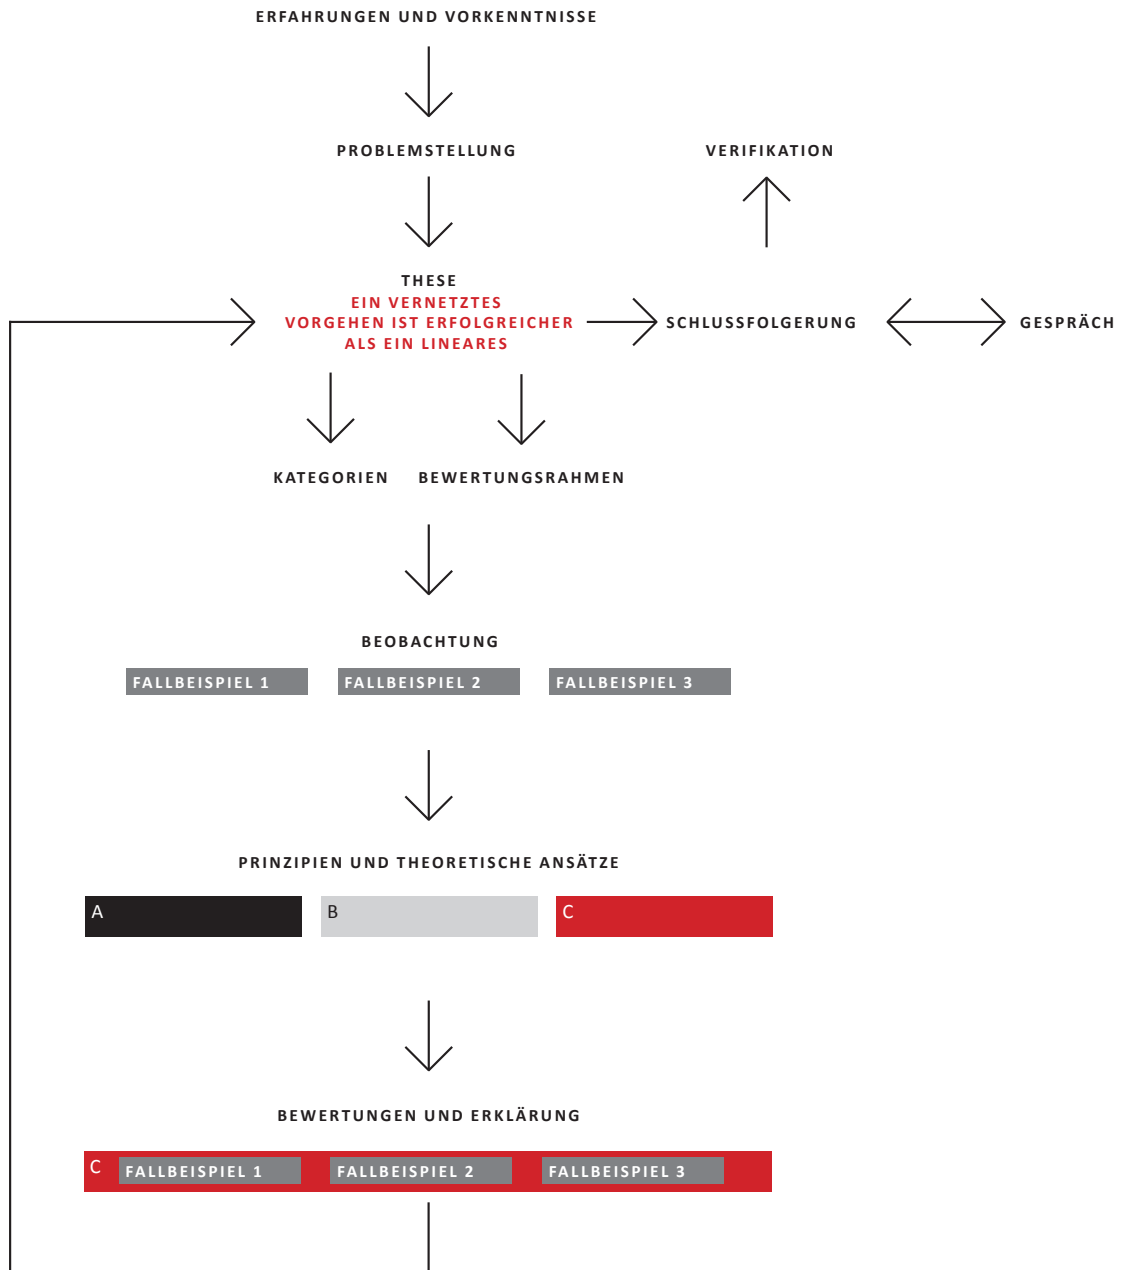 ERFAHRUNGEN UND VORKENNTNISSE
PROBLEMSTELLUNG
VERIFIKATION
THESE
EIN VERNETZTES
VORGEHEN IST ERFOLGREICHER
ALS EIN LINEARES
SCHLUSSFOLGERUNG
GESPRÄCH
KATEGORIEN
BEWERTUNGSRAHMEN
BEOBACHTUNG
FALLBEISPIEL 1
FALLBEISPIEL 2
FALLBEISPIEL 3
PRINZIPIEN UND THEORETISCHE ANSÄTZE
A
B
C
BEWERTUNGEN UND ERKLÄRUNG
C
FALLBEISPIEL 1
FALLBEISPIEL 2
FALLBEISPIEL 3